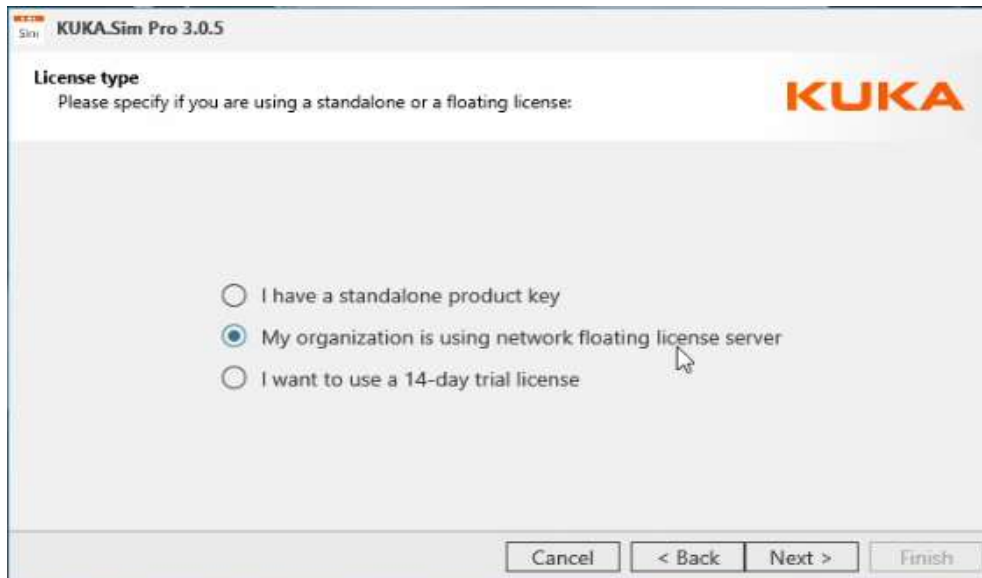 Sim KUKA.Sim Pro 3.0.5
License type
Please specify if you are using a standalone or a floating license:
KUKA
I have a standalone product key
My organization is using network floating license server
I want to use a 14-day trial license
Cancel < Back Next > Finish